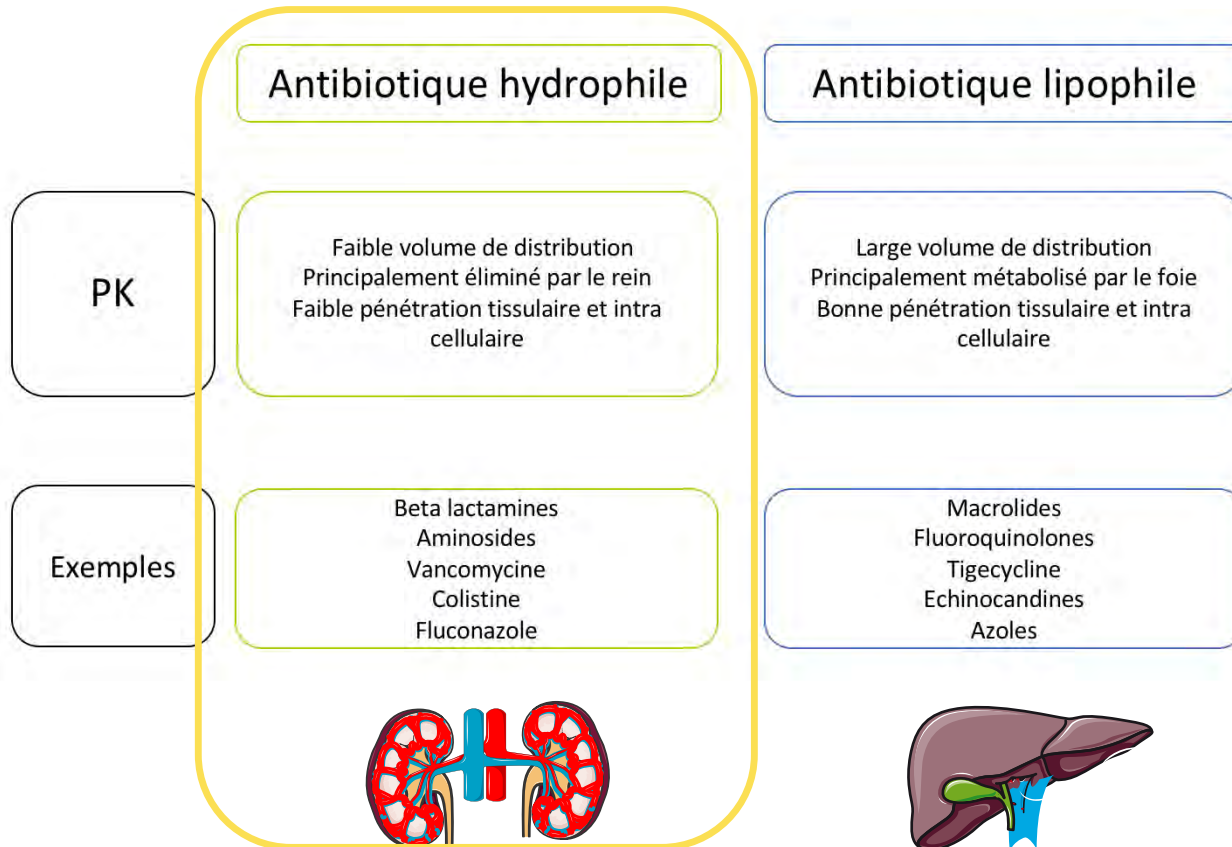 Antibiotique hydrophile
Antibiotique lipophile
PK
Faible volume de distribution
Principalement éliminé par le rein
Faible pénétration tissulaire et intra
cellulaire
Large volume de distribution
Principalement métabolisé par le foie
Bonne pénétration tissulaire et intra
cellulaire
Exemples
Beta lactamines
Aminosides
Vancomycine
Colistine
Fluconazole
Macrolides
Fluoroquinolones
Tigecycline
Echinocandines
Azoles